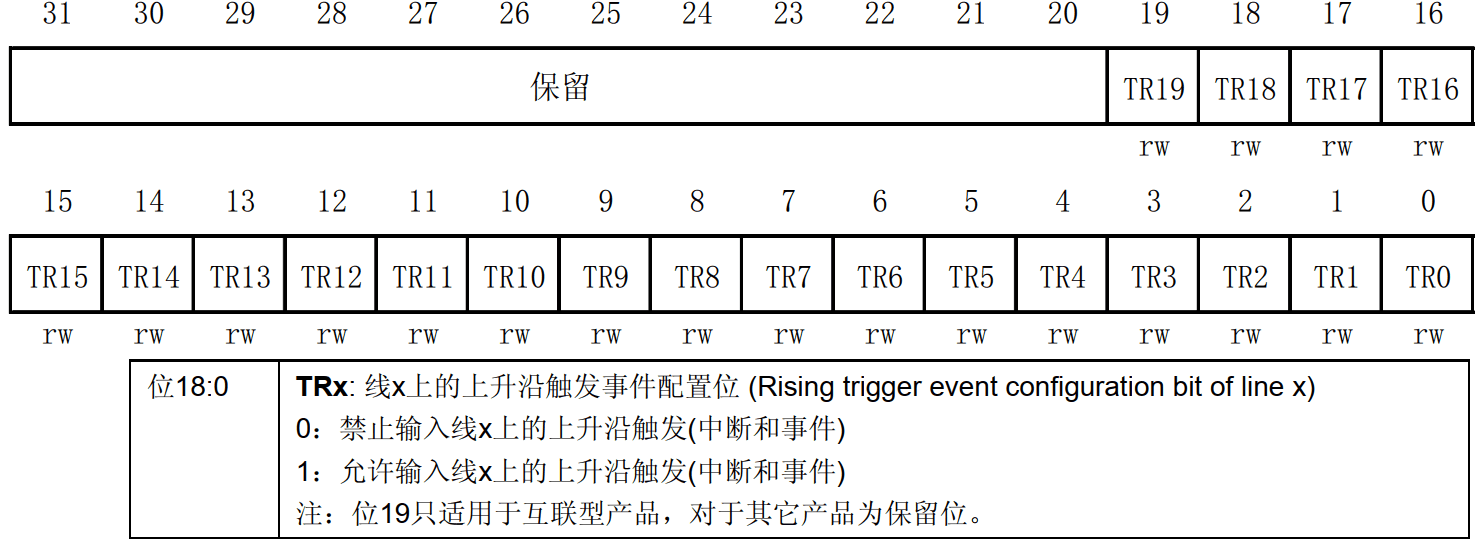 31 30 29 28 27 26 25 24 23 22 21 20 19 18 17 16
保留 TR19 TR18 TR17 TR16
rw rw rw rw
15 14 13 12 11 10 9 8 7 6 5 4 3 2 1 0
TR15 TR14 TR13 TR12 TR11 TR10 TR9 TR8 TR7 TR6 TR5 TR4 TR3 TR2 TR1 TR0
rw rw rw rw rw rw rw rw rw rw rw rw rw rw rw rw
位18:0 TRx: 线x上的上升沿触发事件配置位 (Rising trigger event configuration bit of line x)
0：禁止输入线x上的上升沿触发(中断和事件)
1：允许输入线x上的上升沿触发(中断和事件)
注：位19只适用于互联型产品，对于其它产品为保留位。